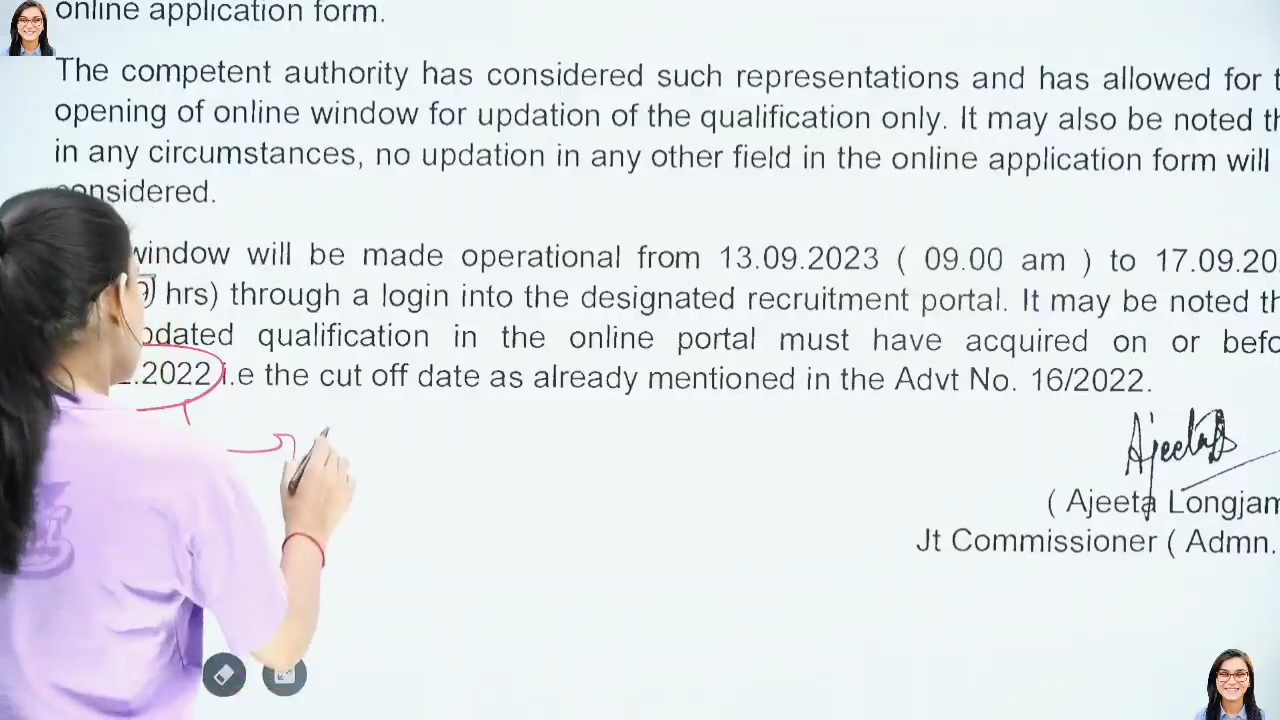 online application form.
The competent authority has considered such representations and has allowed for
opening of online window for updation of the qualification only. It may also be noted
in any circumstances, no updation in any other field in the online application form will
considered.
window will be made operational from 13.09.2023 ( 09.00 am ) to 17.09.20
hrs) through a login into the designated recruitment portal. It may be noted
qualification in the online portal must have acquired on or
.2022 i.e the cut off date as already mentioned in the Advt No. 16/2022.
Ajeeta
( Ajeeta Longjam
Jt Commissioner ( Admn.